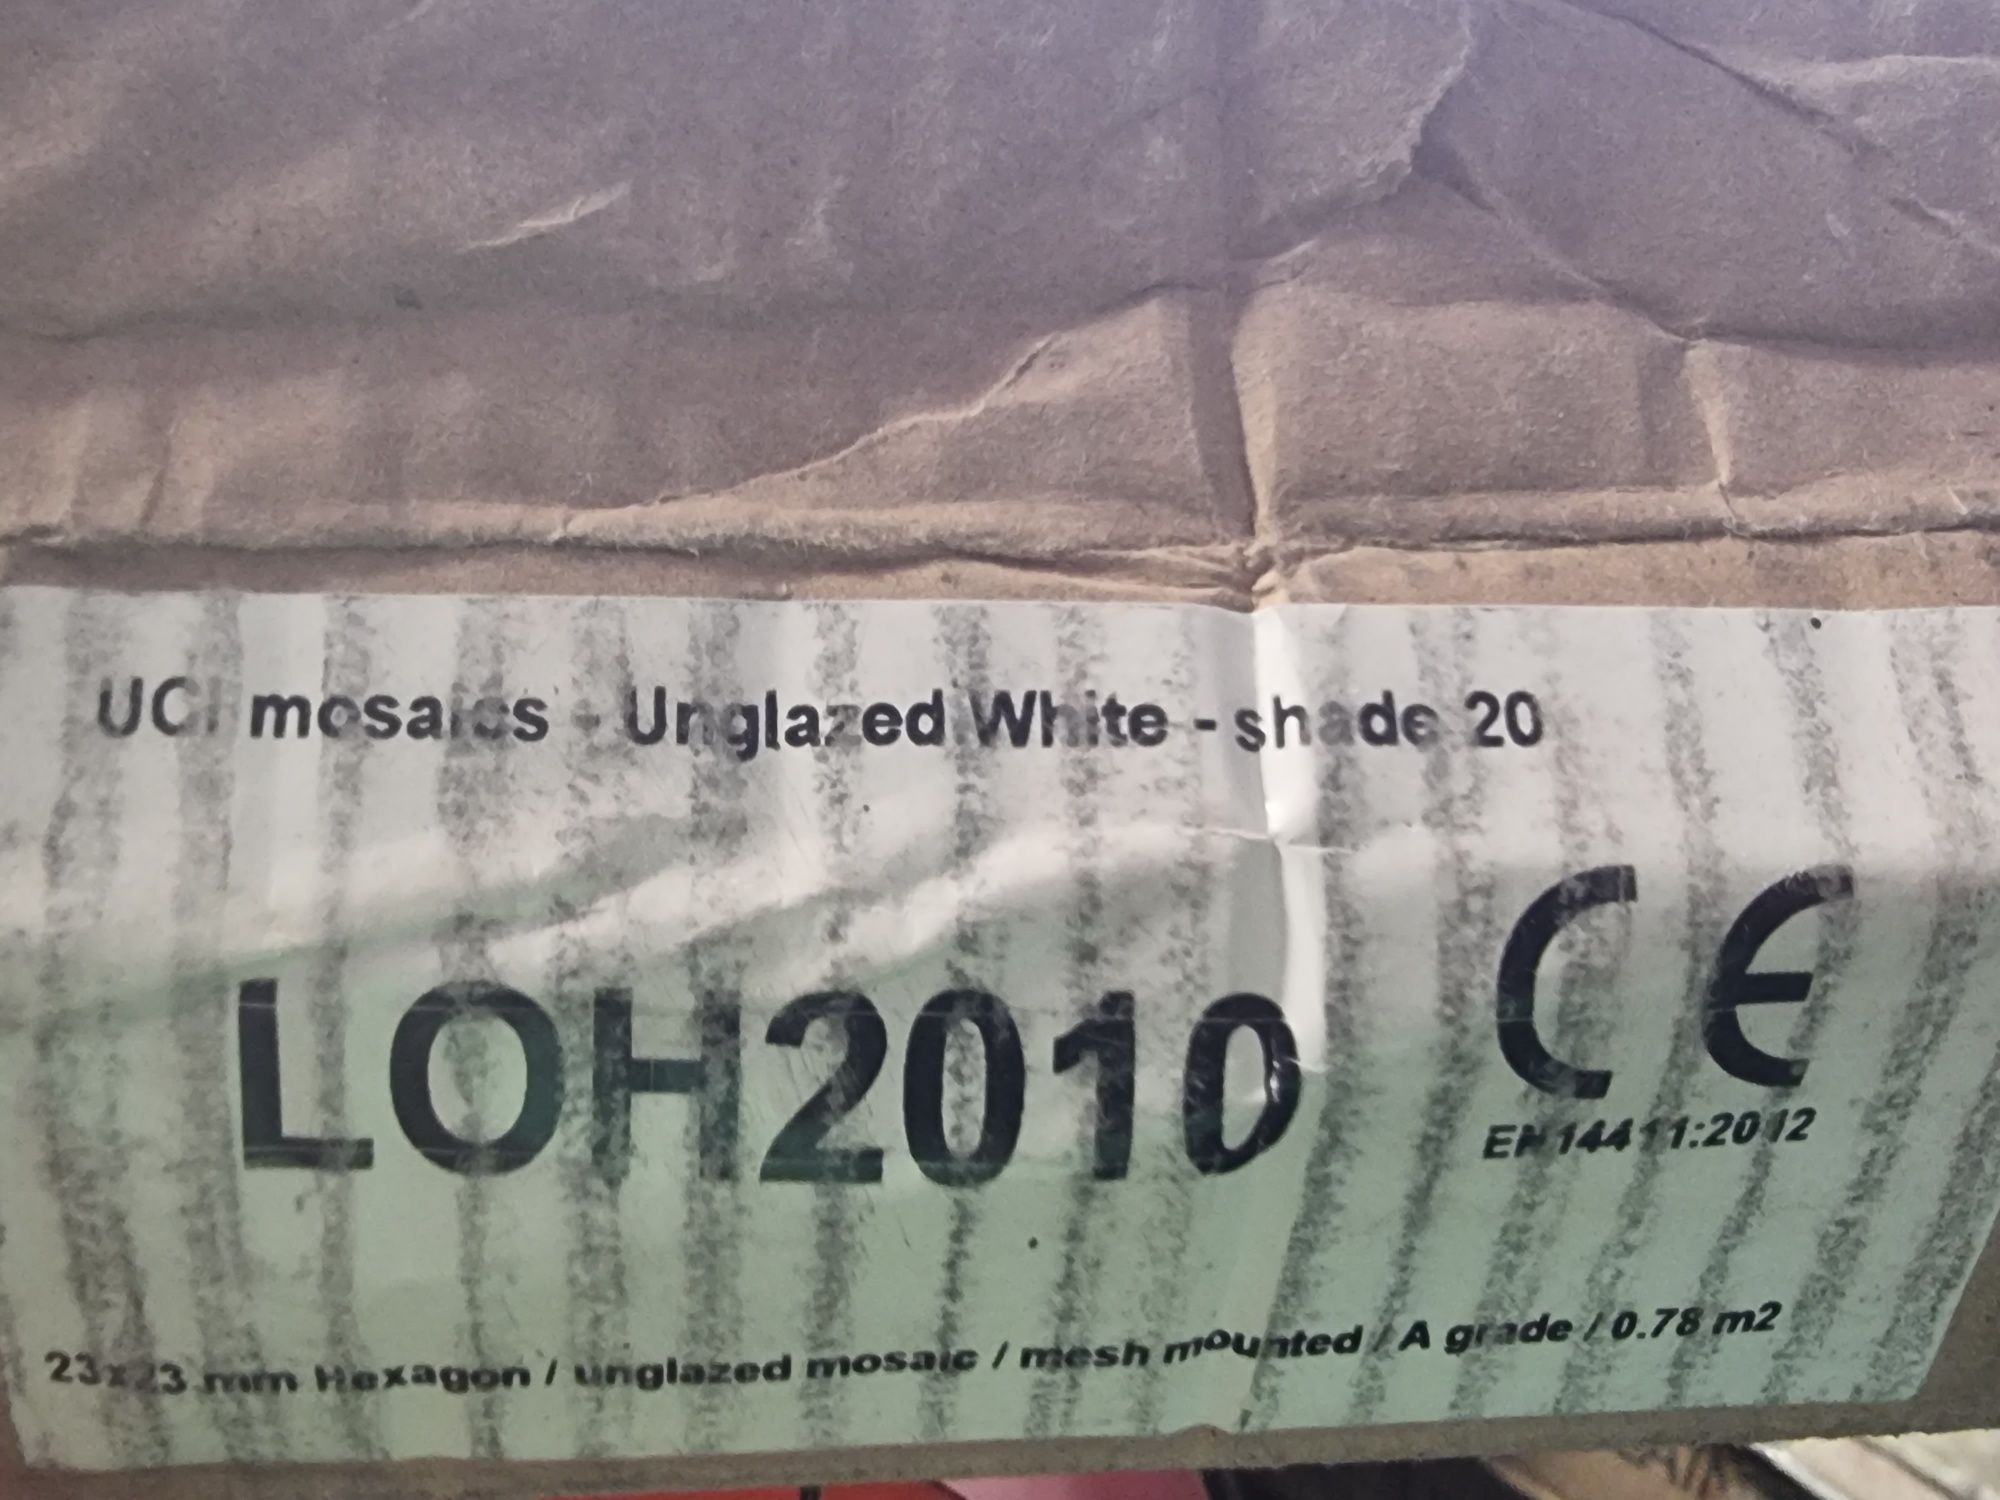 UCI mosaics - Unglazed White - shade 20
LOH2010
CE
EN 14411:2012
23x23 mm Hexagon / unglazed mosaic / mesh mounted / A grade / 0.78 m2